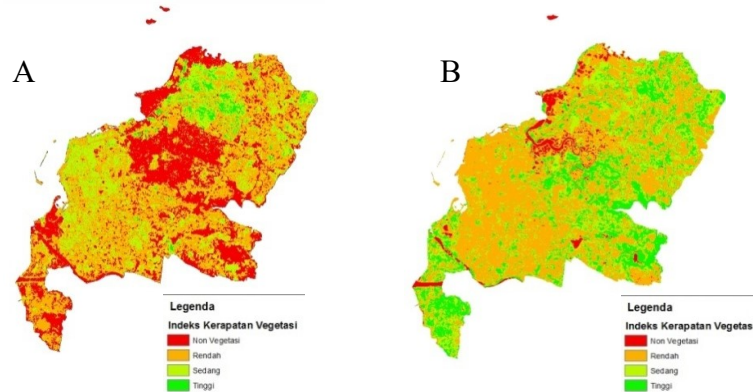 A
B
Legenda
Indeks Kerapatan Vegetasi
Non Vegetasi
Rendah
Sedang
Tinggi
Legenda
Indeks Kerapatan Vegetas
Non Vegetasi
Rendah
Sedang
Tinggi